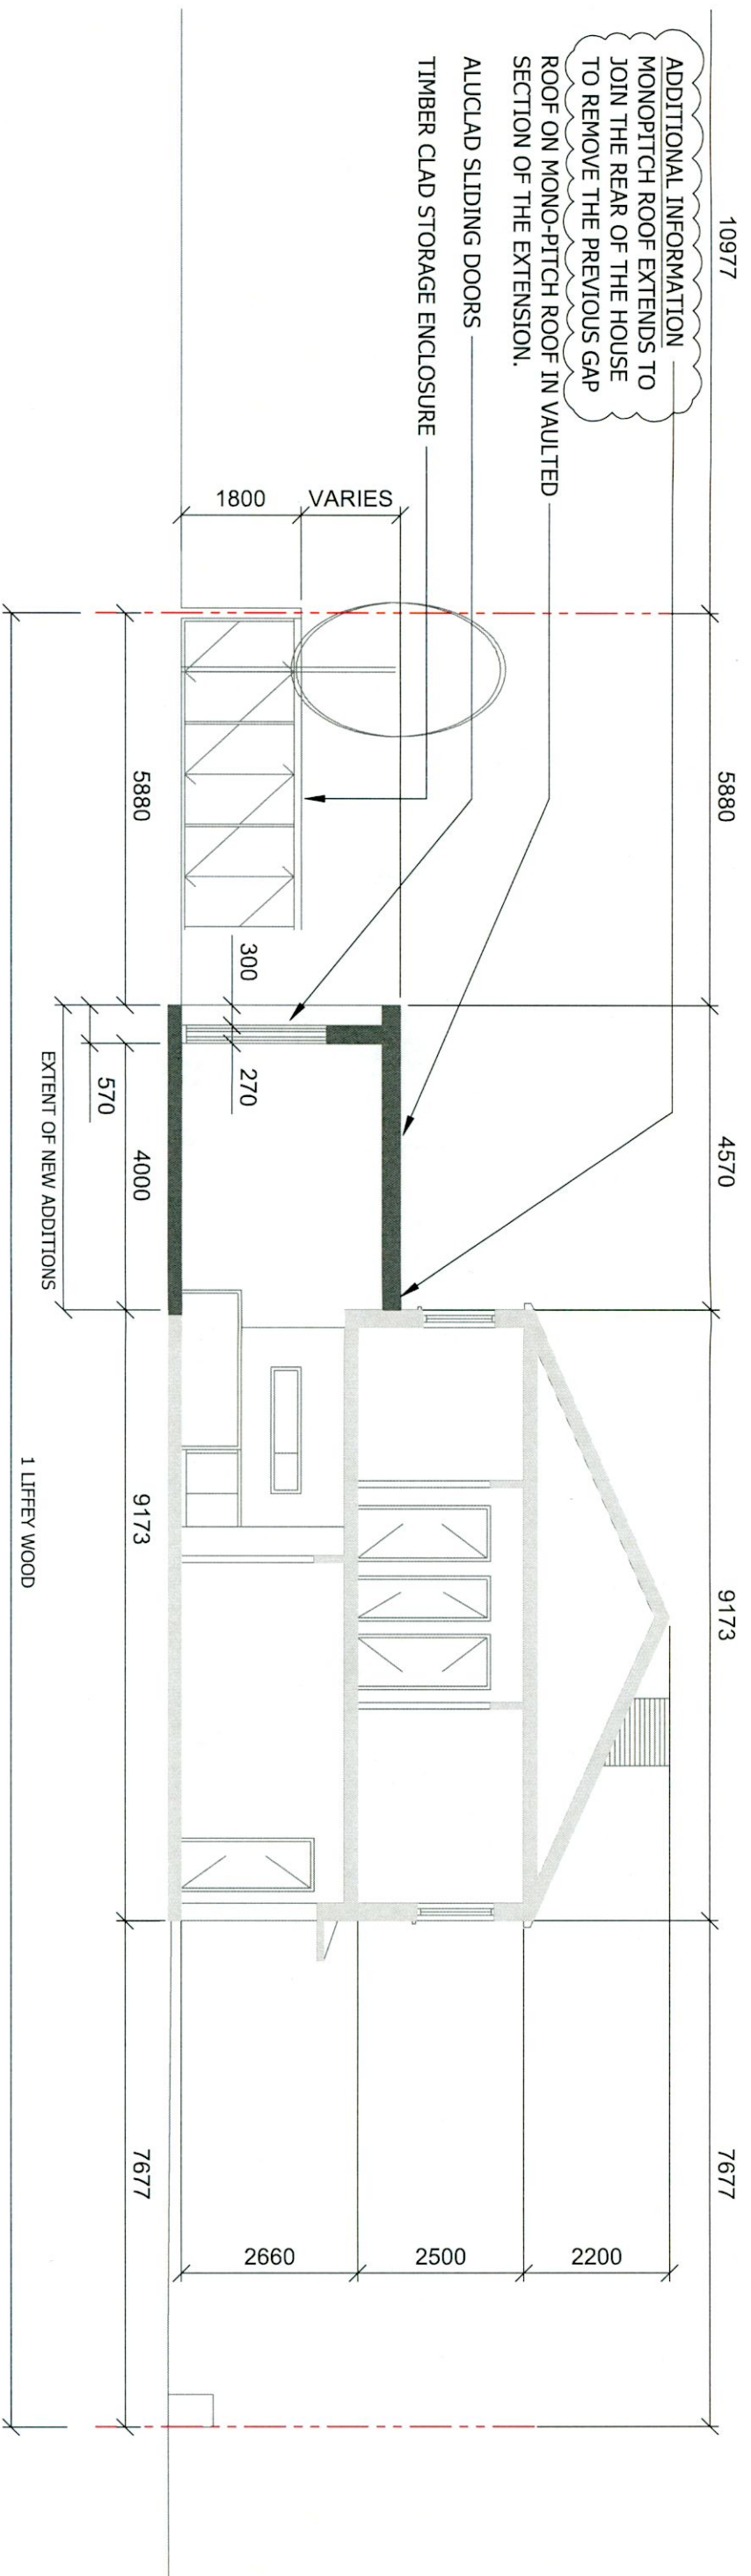 ADDITIONAL INFORMATION
MONOPITCH ROOF EXTENDS TO
JOIN THE REAR OF THE HOUSE
TO REMOVE THE PREVIOUS GAP
ROOF ON MONO-PITCH ROOF IN VAULTED
SECTION OF THE EXTENSION.
ALUCLAD SLIDING DOORS
TIMBER CLAD STORAGE ENCLOSURE
10977
5880
4570
9173
7677
1800
VARIES
300
270
2660
2500
2200
5880
4000
9173
7677
570
EXTENT OF NEW ADDITIONS
1 LIFFEY WOOD